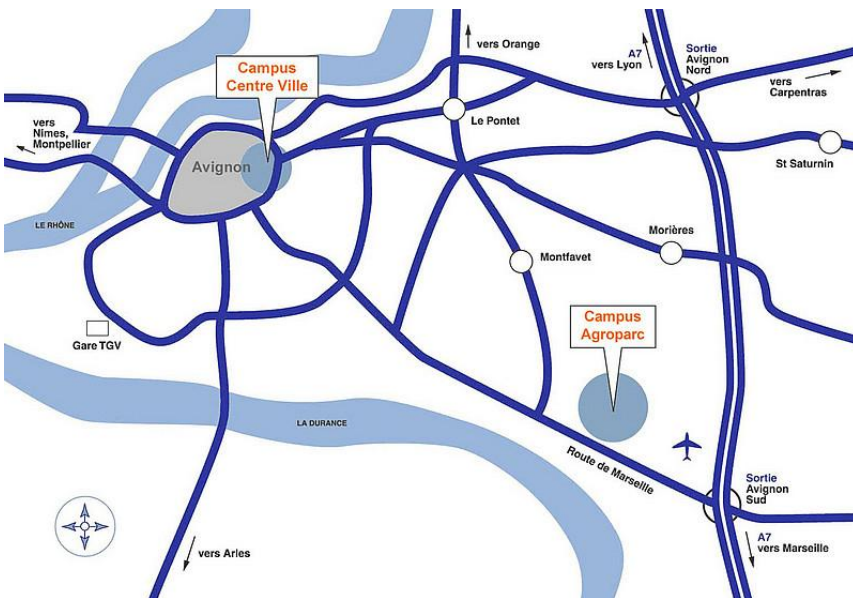 vers Orange
A7
vers Lyon
Sortie
Avignon
Nord
Campus
Centre Ville
vers
Carpentras
Le Pontet
vers
Nimes,
Montpellier
Avignon
St Saturnin
LE RHÔNE
Morières
Montfavet
Campus
Agroparc
Gare TGV
LA DURANCE
Route de Marseille
Sortie
Avignon
Sud
A7
vers Marseille
vers Arles